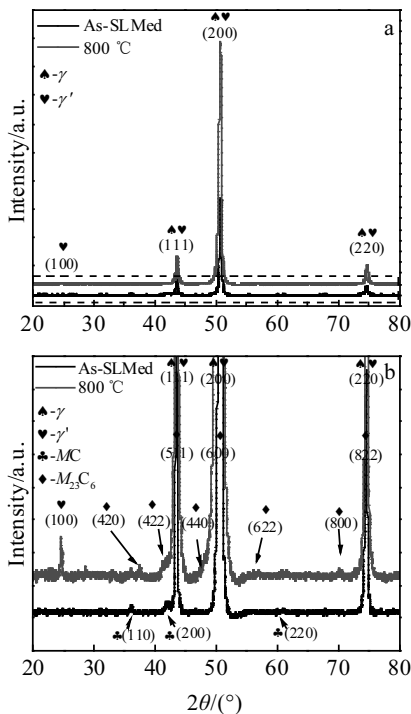 As-SLMed
a
800 ℃
♠♥
(200)
♠-γ
♥-γ′
♥
(100)
♠♥
(111)
♠♥
(220)
Intensity/a.u.
20 30 40 50 60 70 80
As-SLMed
b
800 ℃
♠♥ ♠♥ ♠♥
(111) (200) (220)
♠-γ
♥-γ'
♣-MC
♦-M23C6
♦ ♦ ♦
(511) (600) (822)
♥ ♦ ♦ ♦ ♦ ♦
(100) (420) (422) (440) (622) (800)
♣(110) ♣(200) ♣(220)
Intensity/a.u.
20 30 40 50 60 70 80
2θ/(°)